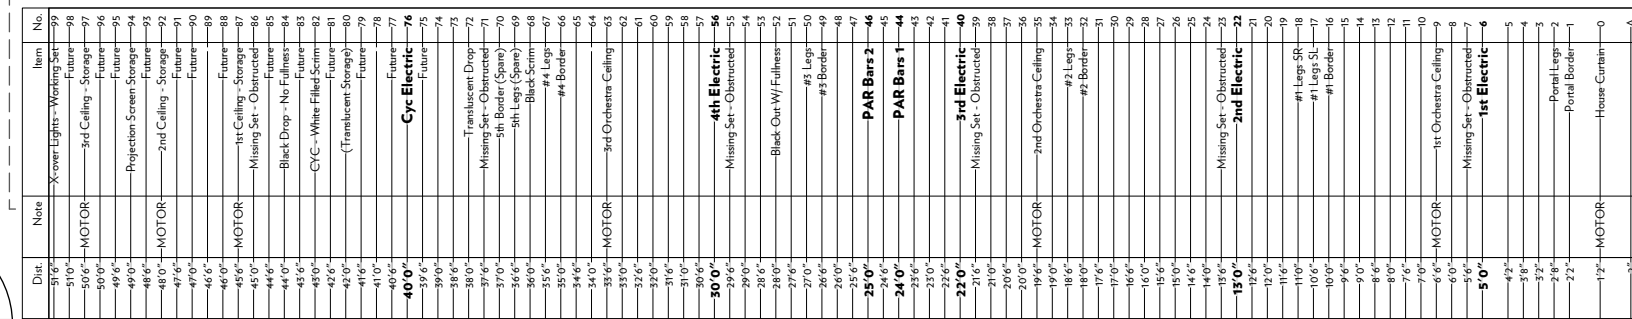 Dist. Note Item No.
51'6" X-over Lights - Working Set 99
51'0" Future 98
50'6" MOTOR 3rd Ceiling - Storage 97
50'0" Future 96
49'6" Future 95
49'0" Projection Screen Storage 94
48'6" Future 93
48'0" MOTOR 2nd Ceiling - Storage 92
47'6" Future 91
47'0" Future 90
46'6" 89
46'0" Future 88
45'6" MOTOR 1st Ceiling - Storage 87
45'0" Missing Set - Obstructed 86
44'6" Future 85
44'0" Black Drop - No Fullness 84
43'6" Future 83
43'0" CYC - White Filled Scrim 82
42'6" Future 81
42'0" (Translucent Storage) 80
41'6" Future 79
41'0" 78
40'6" Future 77
40'0" Cyc Electric 76
39'6" Future 75
39'0" 74
38'6" 73
38'0" Transluscent Drop 72
37'6" Missing Set - Obstructed 71
37'0" 5th Border (Spare) 70
36'6" 5th Legs (Spare) 69
36'0" Black Scrim 68
35'6" #4 Legs 67
35'0" #4 Border 66
34'6" 65
34'0" 64
33'6" MOTOR 3rd Orchestra Ceiling 63
33'0" 62
32'6" 61
32'0" 60
31'6" 59
31'0" 58
30'6" 57
30'0" 4th Electric 56
29'6" Missing Set - Obstructed 55
29'0" 54
28'6" 53
28'0" Black Out W/ Fullness 52
27'6" 51
27'0" #3 Legs 50
26'6" #3 Border 49
26'0" 48
25'6" 47
25'0" PAR Bars 2 46
24'6" 45
24'0" PAR Bars 1 44
23'6" 43
23'0" 42
22'6" 41
22'0" 3rd Electric 40
21'6" Missing Set - Obstructed 39
21'0" 38
20'6" 37
20'0" 36
19'6" MOTOR 2nd Orchestra Ceiling 35
19'0" 34
18'6" #2 Legs 33
18'0" #2 Border 32
17'6" 31
17'0" 30
16'6" 29
16'0" 28
15'6" 27
15'0" 26
14'6" 25
14'0" 24
13'6" Missing Set - Obstructed 23
13'0" 2nd Electric 22
12'6" 21
12'0" 20
11'6" 19
11'0" #1 Legs SR 18
10'6" #1 Legs SL 17
10'0" #1 Border 16
9'6" 15
9'0" 14
8'6" 13
8'0" 12
7'6" 11
7'0" 10
6'6" MOTOR 1st Orchestra Ceiling 9
6'0" 8
5'6" Missing Set - Obstructed 7
5'0" 1st Electric 6
4'2" 5
3'8" 4
3'2" 3
2'8" Portal Legs 2
2'2" Portal Border 1
1'2" MOTOR House Curtain 0